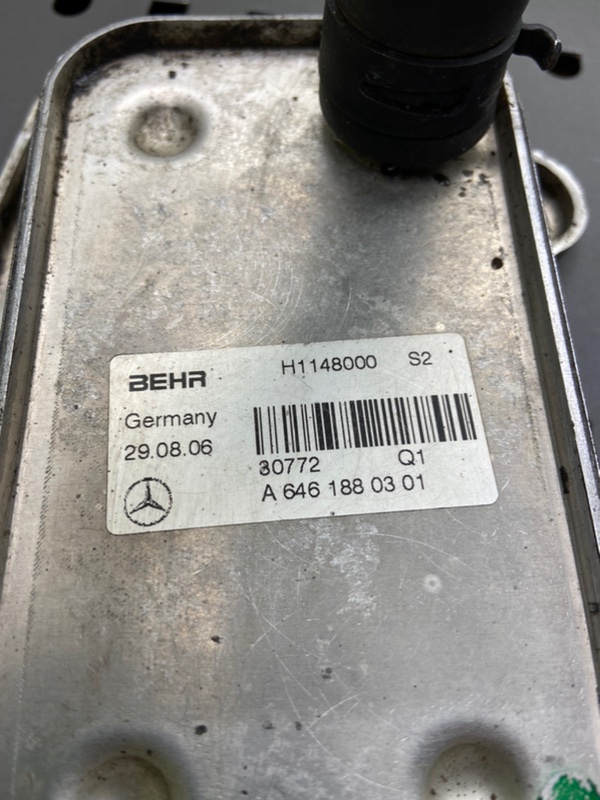 BEHR H1148000 S2
Germany
29.08.06
30772 Q1
A 646 188 03 01